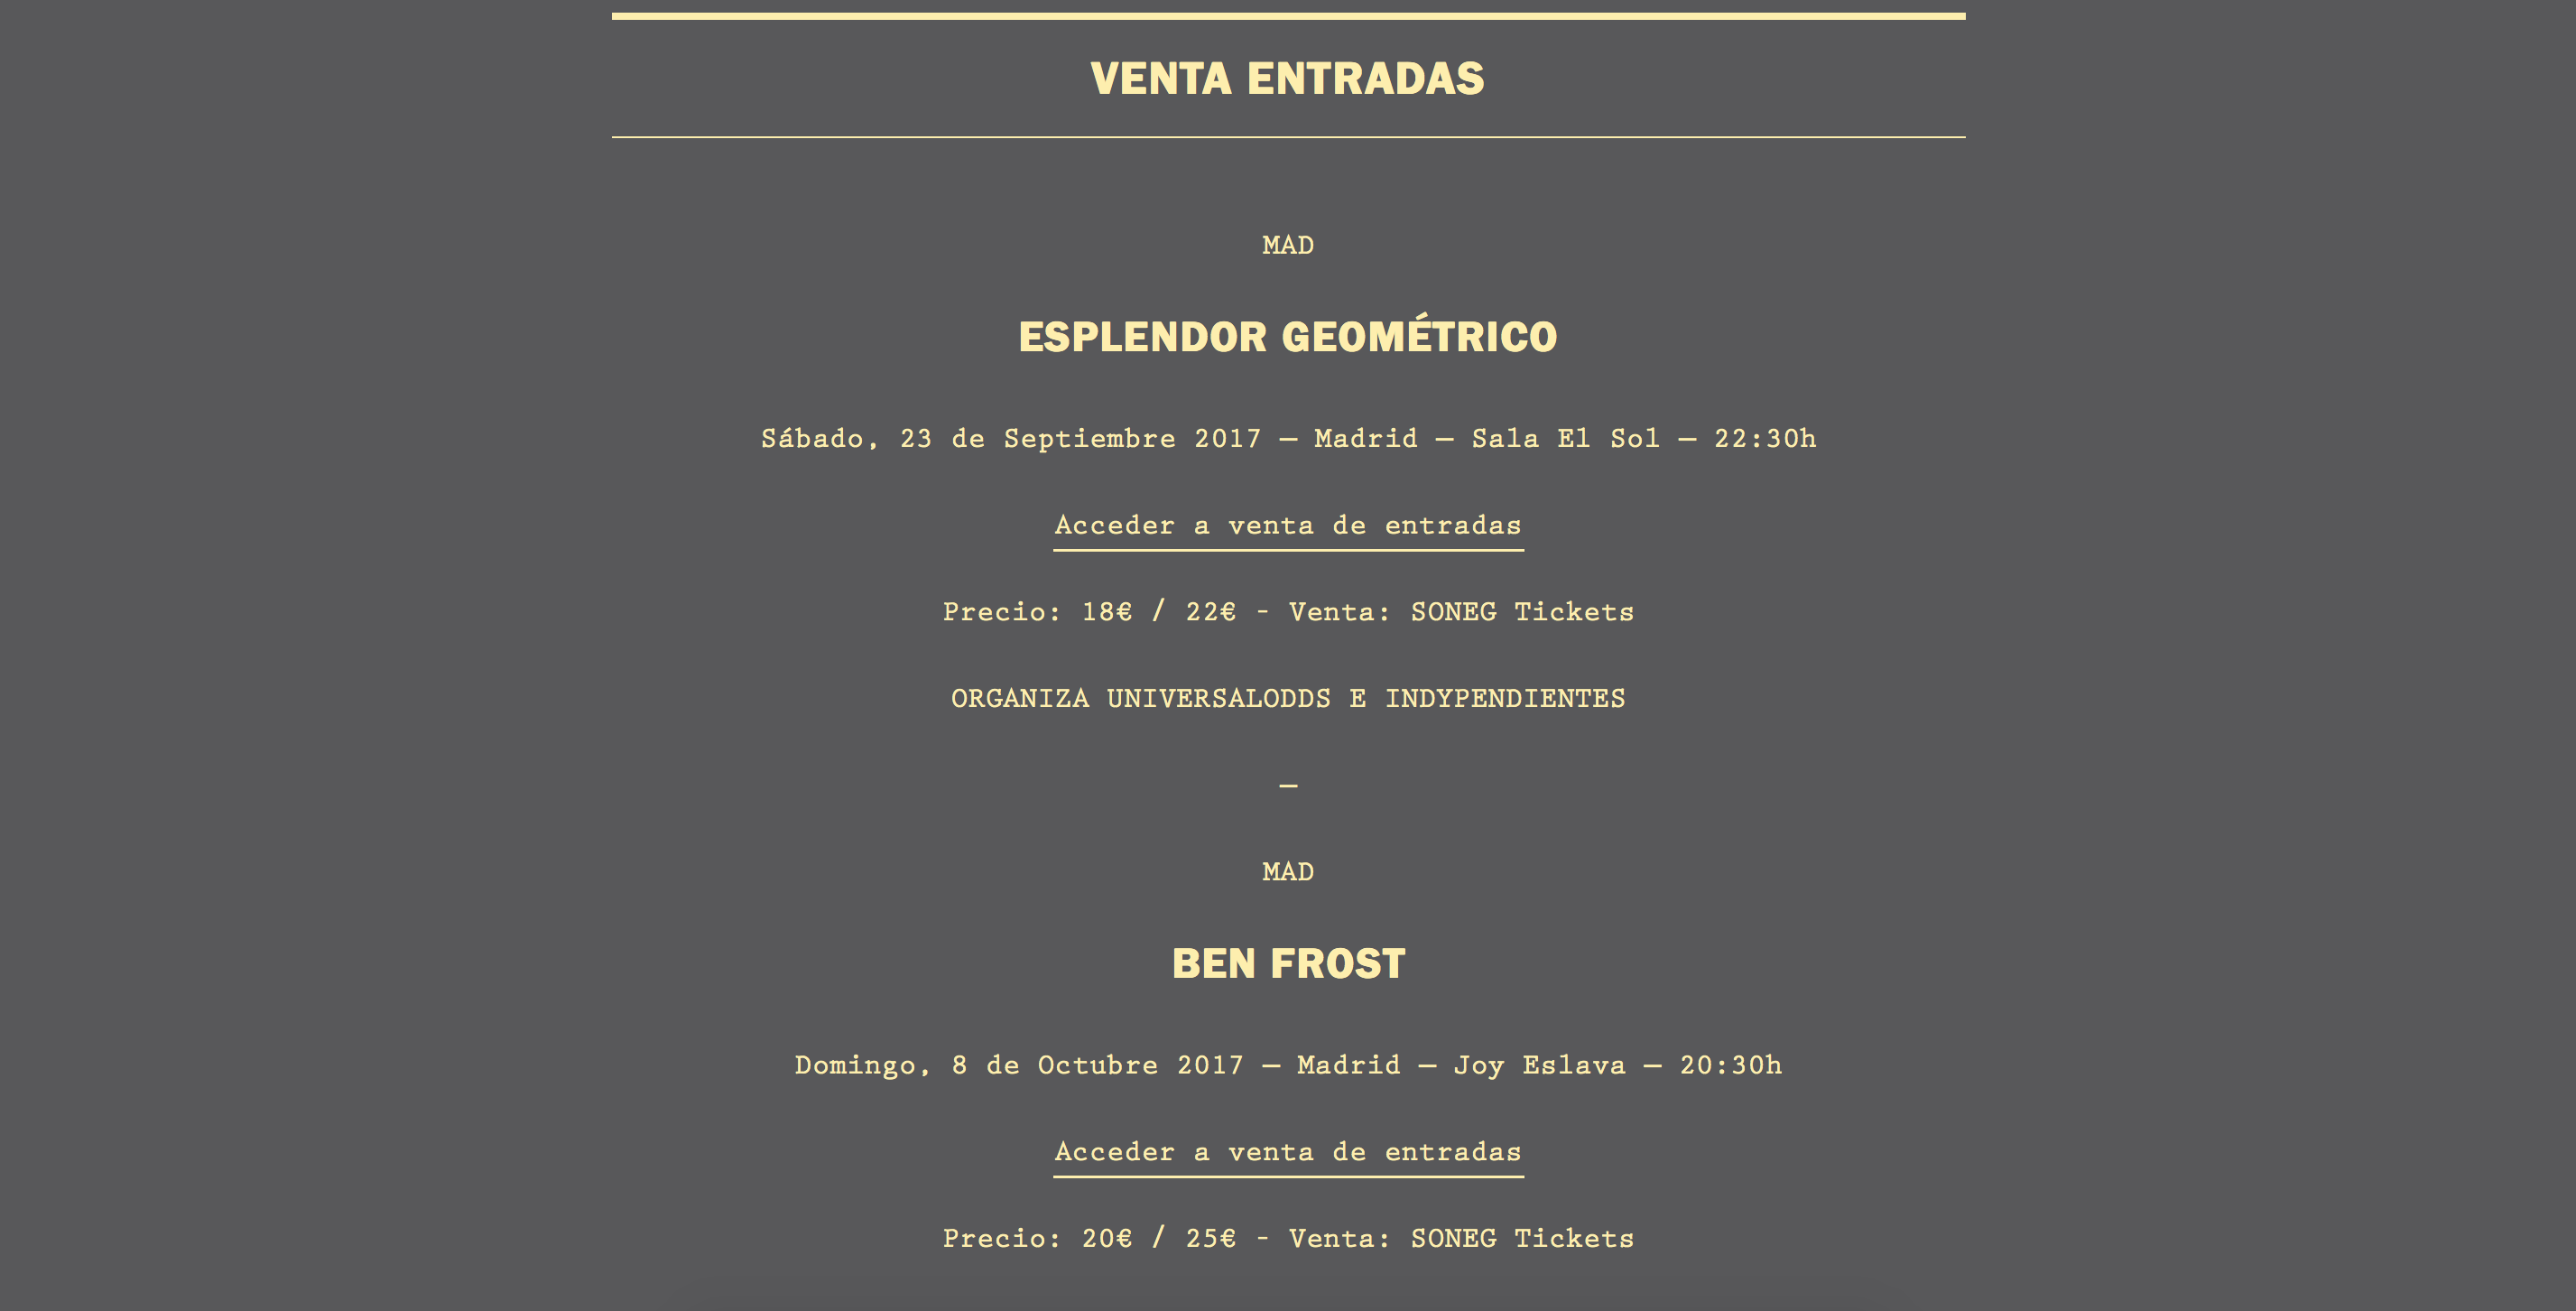 VENTA ENTRADAS
MAD
ESPLENDOR GEOMÉTRICO
Sábado, 23 de Septiembre 2017 — Madrid — Sala El Sol — 22:30h
Acceder a venta de entradas
Precio: 18€ / 22€ - Venta: SONEG Tickets
ORGANIZA UNIVERSALODDS E INDYPENDIENTES
—
MAD
BEN FROST
Domingo, 8 de Octubre 2017 — Madrid — Joy Eslava — 20:30h
Acceder a venta de entradas
Precio: 20€ / 25€ - Venta: SONEG Tickets